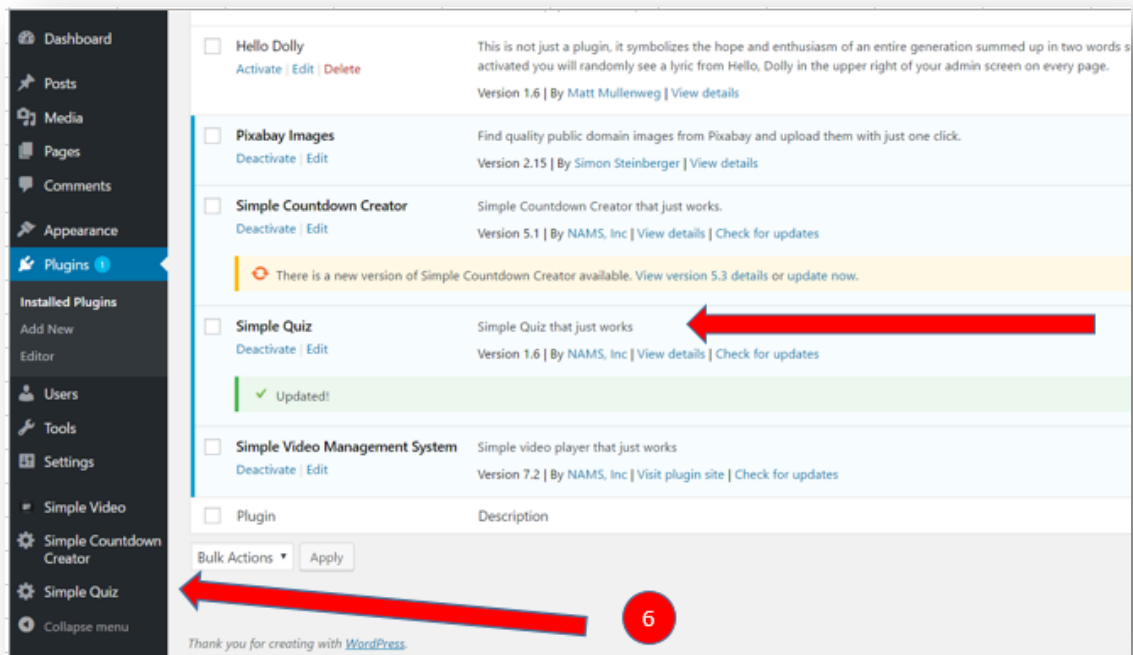 Dashboard
Posts
Media
Pages
Comments
Appearance
Plugins 1
Installed Plugins
Add New
Editor
Users
Tools
Settings
Simple Video
Simple Countdown
Creator
Simple Quiz
Collapse menu
Hello Dolly
Activate | Edit | Delete
This is not just a plugin, it symbolizes the hope and enthusiasm of an entire generation summed up in two words
activated you will randomly see a lyric from Hello, Dolly in the upper right of your admin screen on every page.
Version 1.6 | By Matt Mullenweg | View details
Pixabay Images
Deactivate | Edit
Find quality public domain images from Pixabay and upload them with just one click.
Version 2.15 | By Simon Steinberger | View details
Simple Countdown Creator
Deactivate | Edit
Simple Countdown Creator that just works.
Version 5.1 | By NAMS, Inc | View details | Check for updates
There is a new version of Simple Countdown Creator available. View version 5.3 details or update now.
Simple Quiz
Deactivate | Edit
Simple Quiz that just works
Version 1.6 | By NAMS, Inc | View details | Check for updates
Updated!
Simple Video Management System
Deactivate | Edit
Simple video player that just works
Version 7.2 | By NAMS, Inc | Visit plugin site | Check for updates
Plugin
Description
Bulk Actions
Apply
6
Thank you for creating with WordPress.